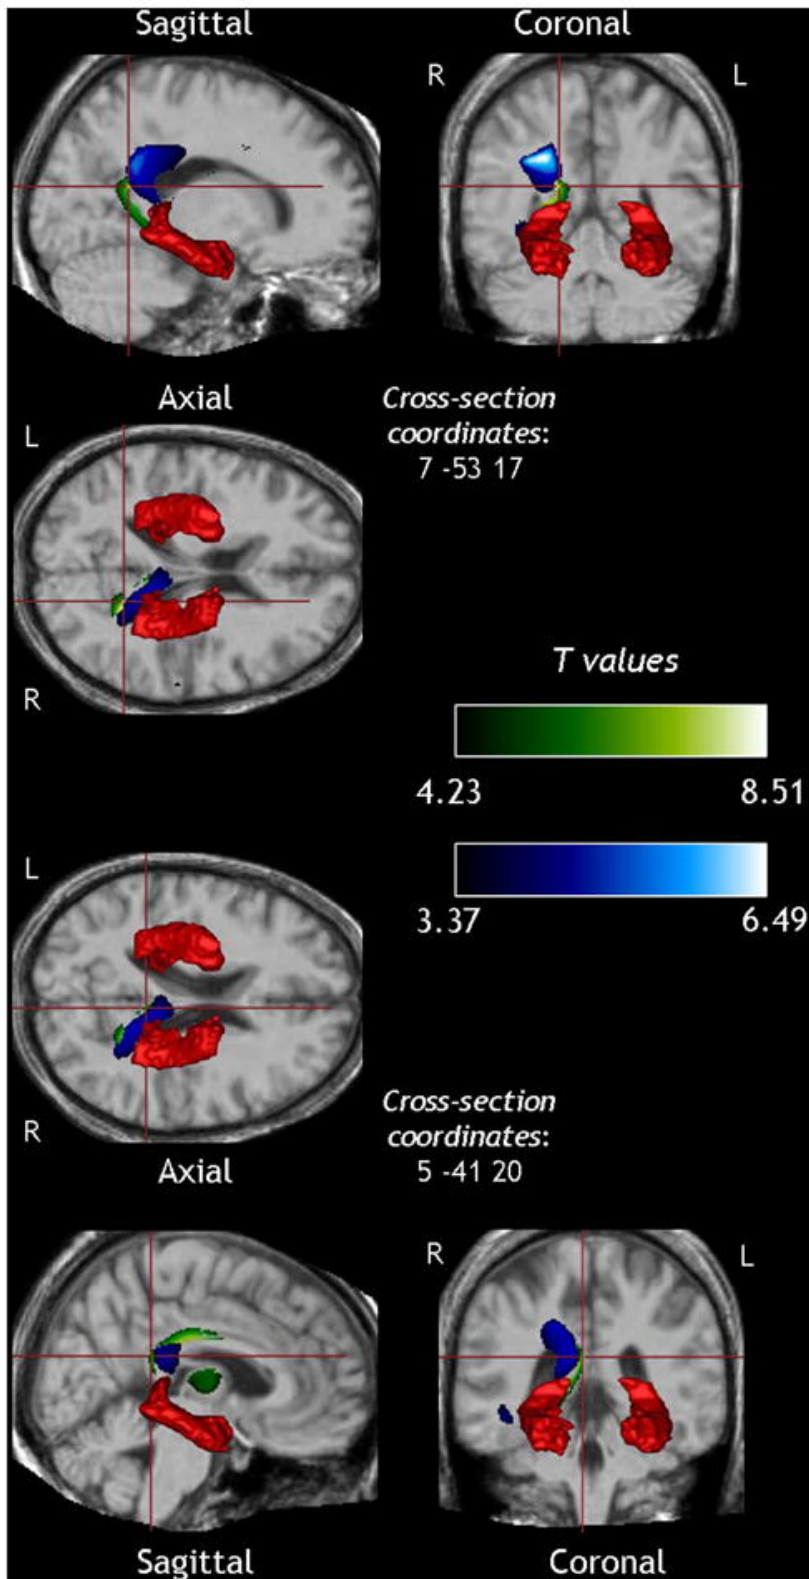 Sagittal
Coronal
R
L
Axial
L
R
Cross-section
coordinates:
7 -53 17
T values
4.23
8.51
3.37
6.49
L
R
Axial
Cross-section
coordinates:
5 -41 20
R
L
Sagittal
Coronal